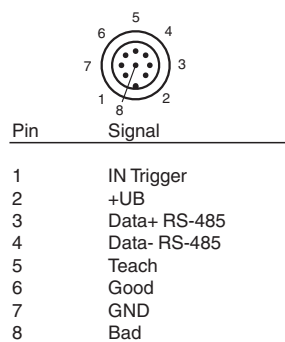 5
6 4
7 3
1 2
8
Pin Signal
1 IN Trigger
2 +UB
3 Data+ RS-485
4 Data- RS-485
5 Teach
6 Good
7 GND
8 Bad